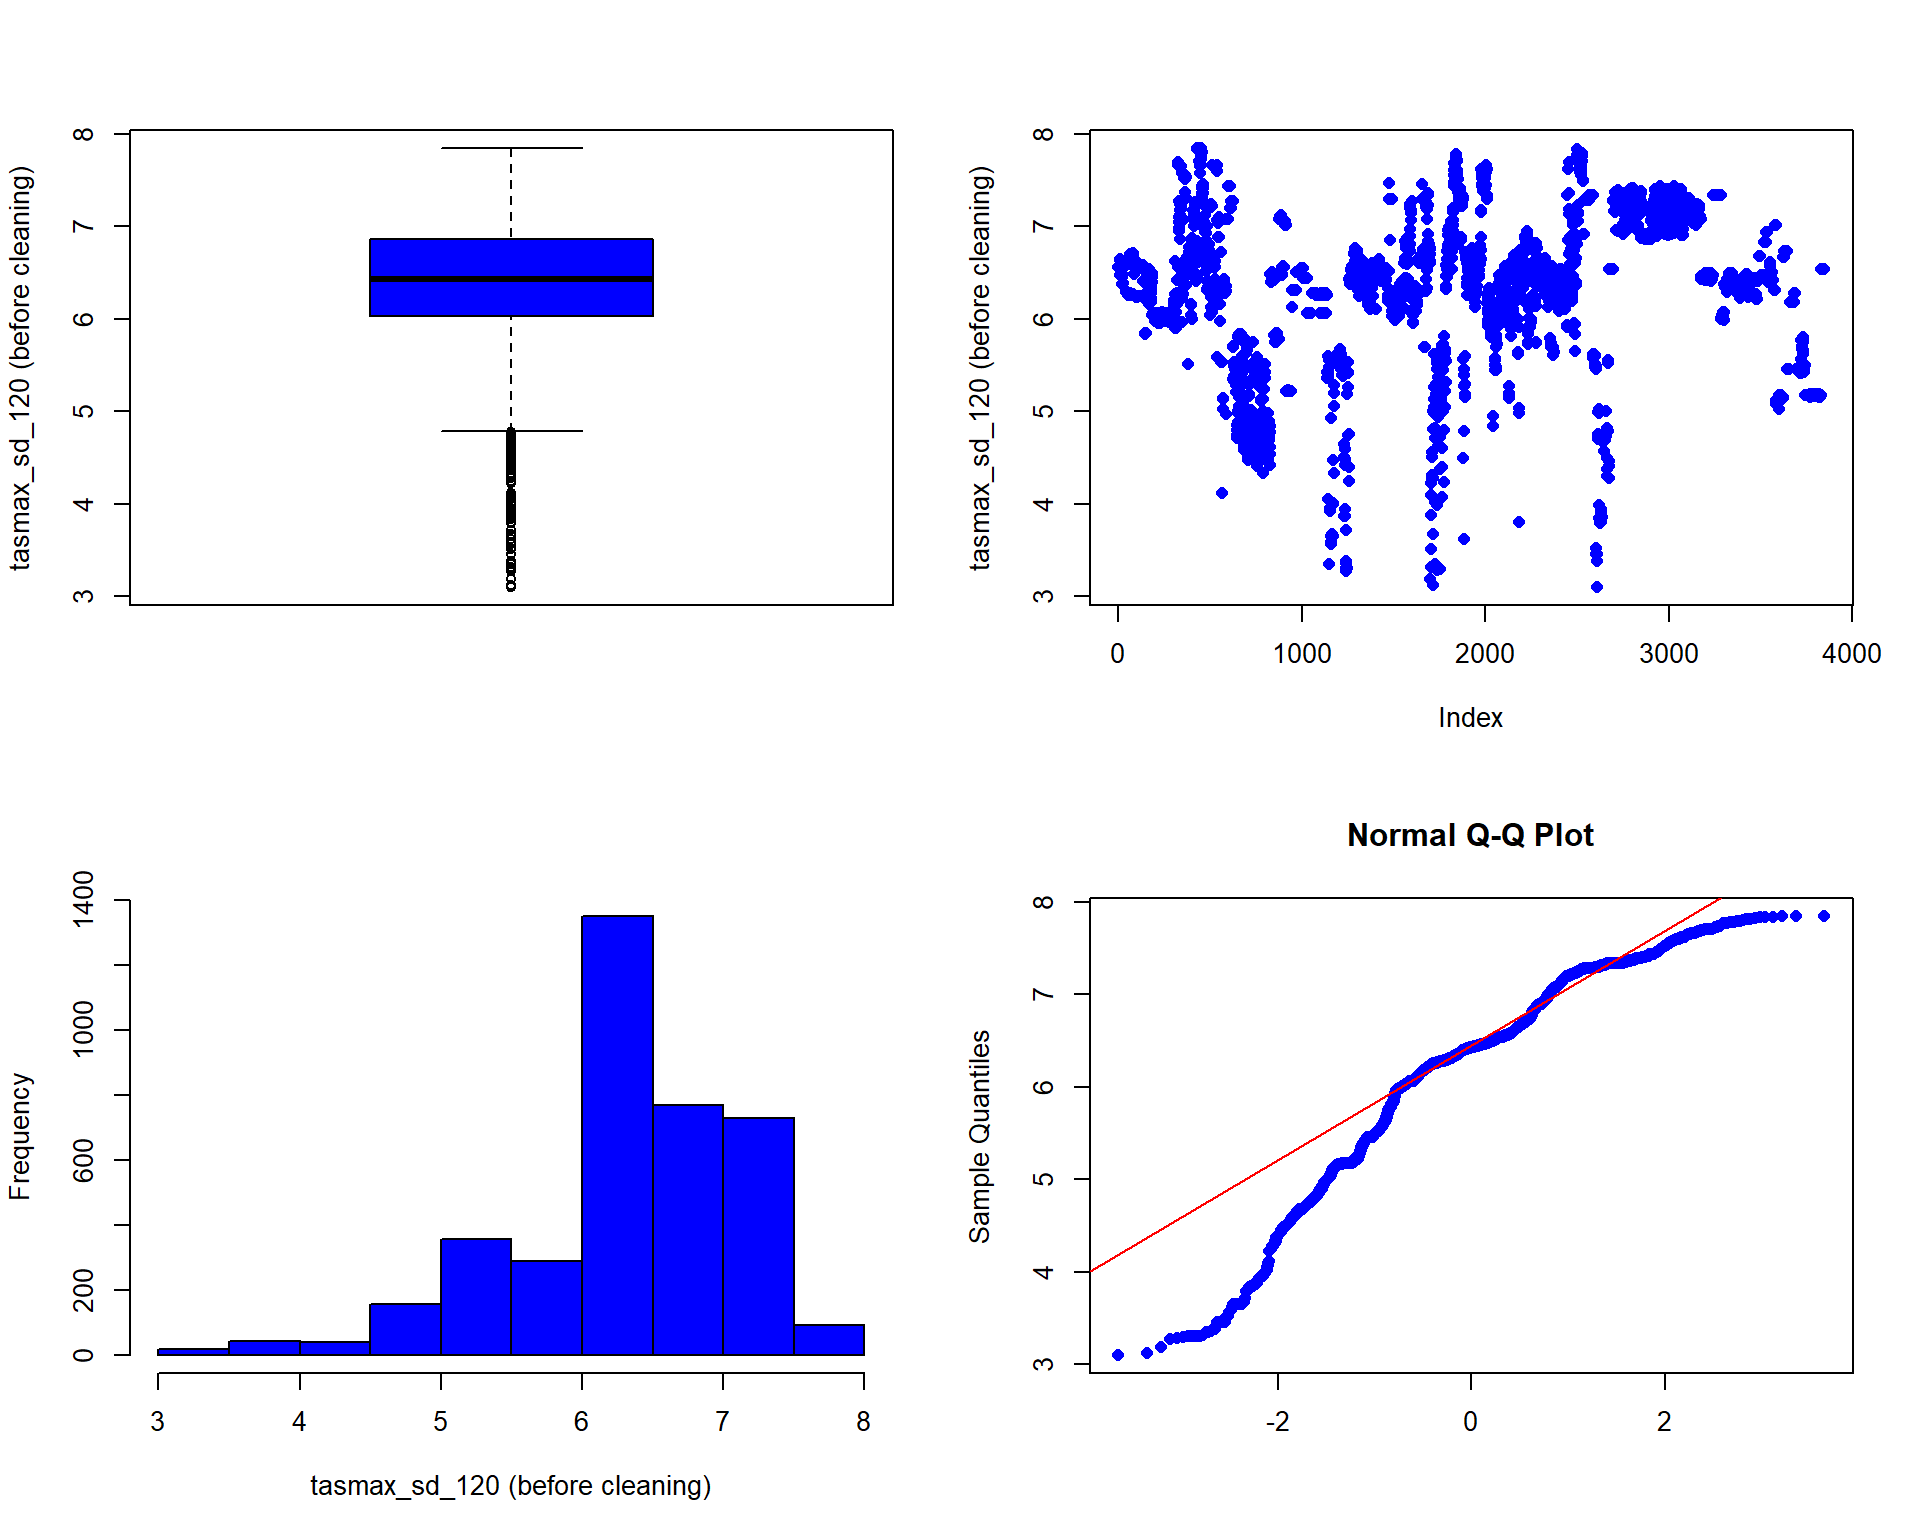 tasmax_sd_120 (before cleaning)
8
7
6
5
4
3
tasmax_sd_120 (before cleaning)
8
7
6
5
4
3
0 1000 2000 3000 4000
Index
Frequency
1400
1000
600
200
0
3 4 5 6 7 8
tasmax_sd_120 (before cleaning)
Normal Q-Q Plot
Sample Quantiles
8
7
6
5
4
3
-2 0 2